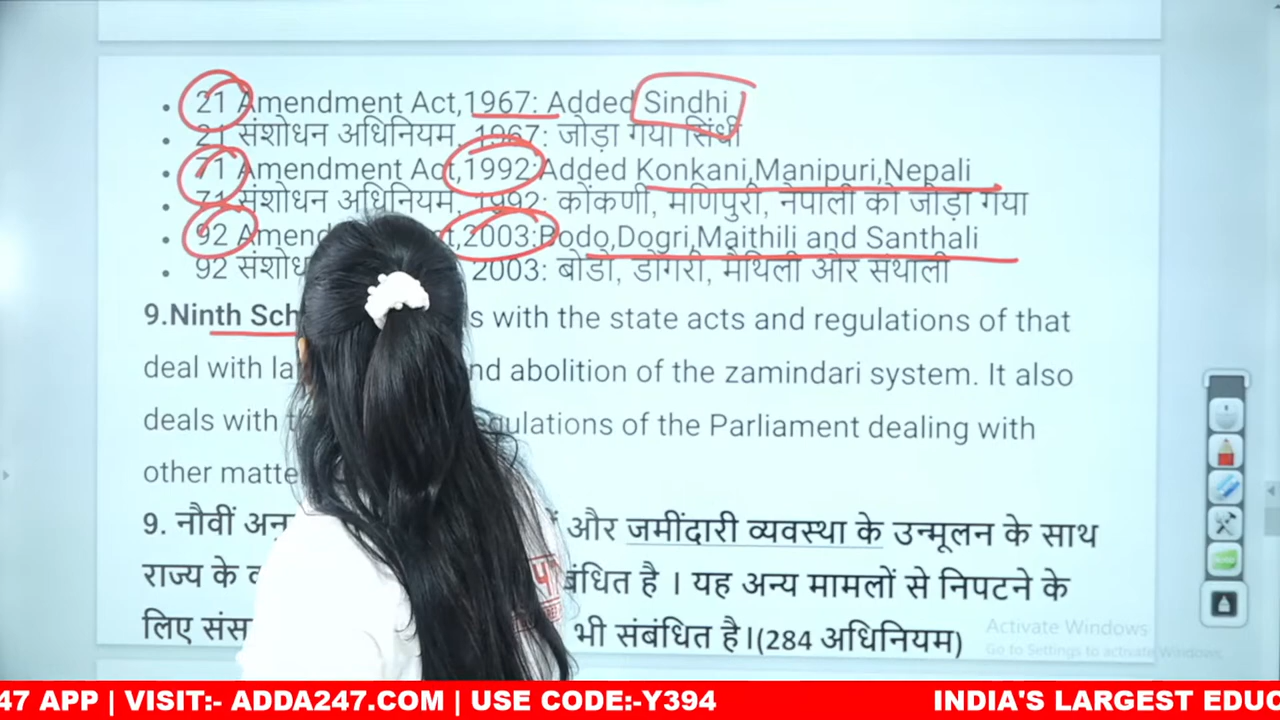 21 Amendment Act,1967: Added Sindhi
21 संशोधन अधिनियम, 1967: जोड़ा गया सिंधी
71 Amendment Act,1992:Added Konkani,Manipuri,Nepali
71 संशोधन अधिनियम, 1992: कोंकणी, मणिपुरी, नेपाली को जोड़ा गया
92 2003:Bodo,Dogri,Maithili and Santhali
92 2003: बोडो, डोगरी, मैथिली और संथाली
9.Ninth with the state acts and regulations of that
deal with and abolition of the zamindari system. It also
deals with of the Parliament dealing with
other
9. नौवीं और जमींदारी व्यवस्था के उन्मूलन के साथ
राज्य के है । यह अन्य मामलों से निपटने के
लिए भी संबंधित है।(284 अधिनियम)
Activate Windows
Go to Settings to activate Windows.
47 APP | VISIT:- ADDA247.COM | USE CODE:-Y394 INDIA'S LARGEST